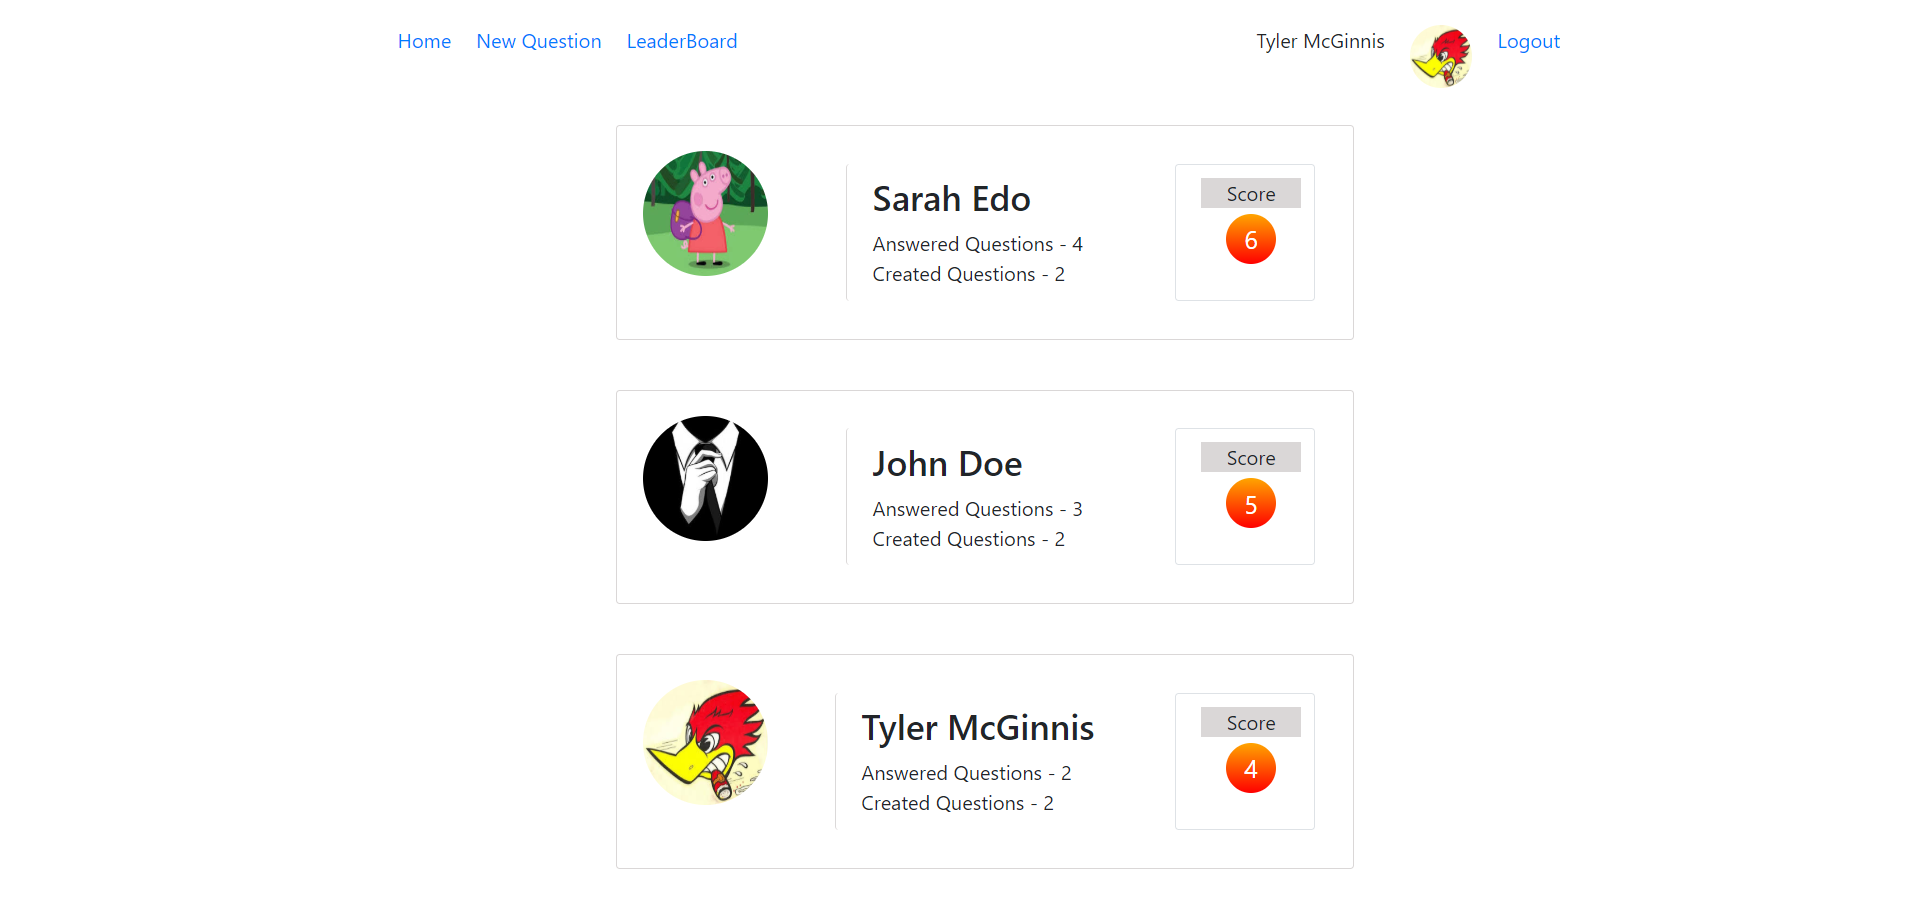 Home New Question LeaderBoard Tyler McGinnis Logout
Sarah Edo
Answered Questions - 4
Created Questions - 2
Score
6
John Doe
Answered Questions - 3
Created Questions - 2
Score
5
Tyler McGinnis
Answered Questions - 2
Created Questions - 2
Score
4